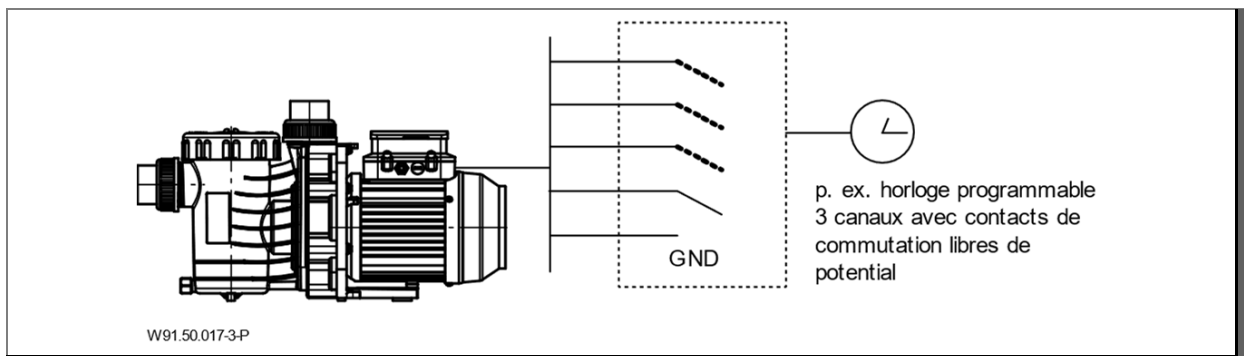 GND
p. ex. horloge programmable
3 canaux avec contacts de
commutation libres de
potential
W91.50.017-3-P